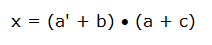 x = (a' + b) • (a + c)